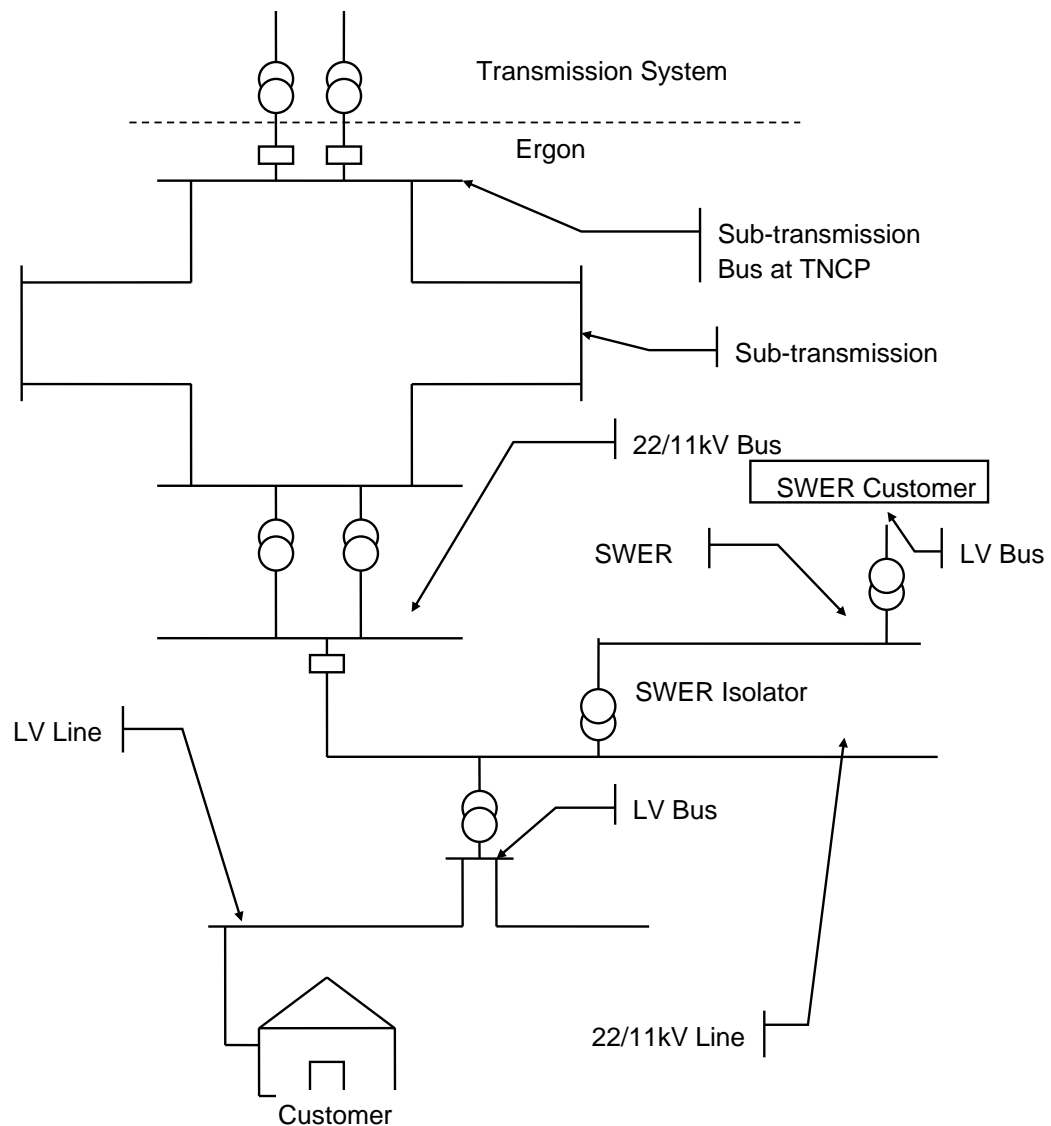 Transmission System
Ergon
Sub-transmission
Bus at TNCP
Sub-transmission
22/11kV Bus
SWER Customer
SWER
LV Bus
SWER Isolator
LV Line
LV Bus
22/11kV Line
Customer